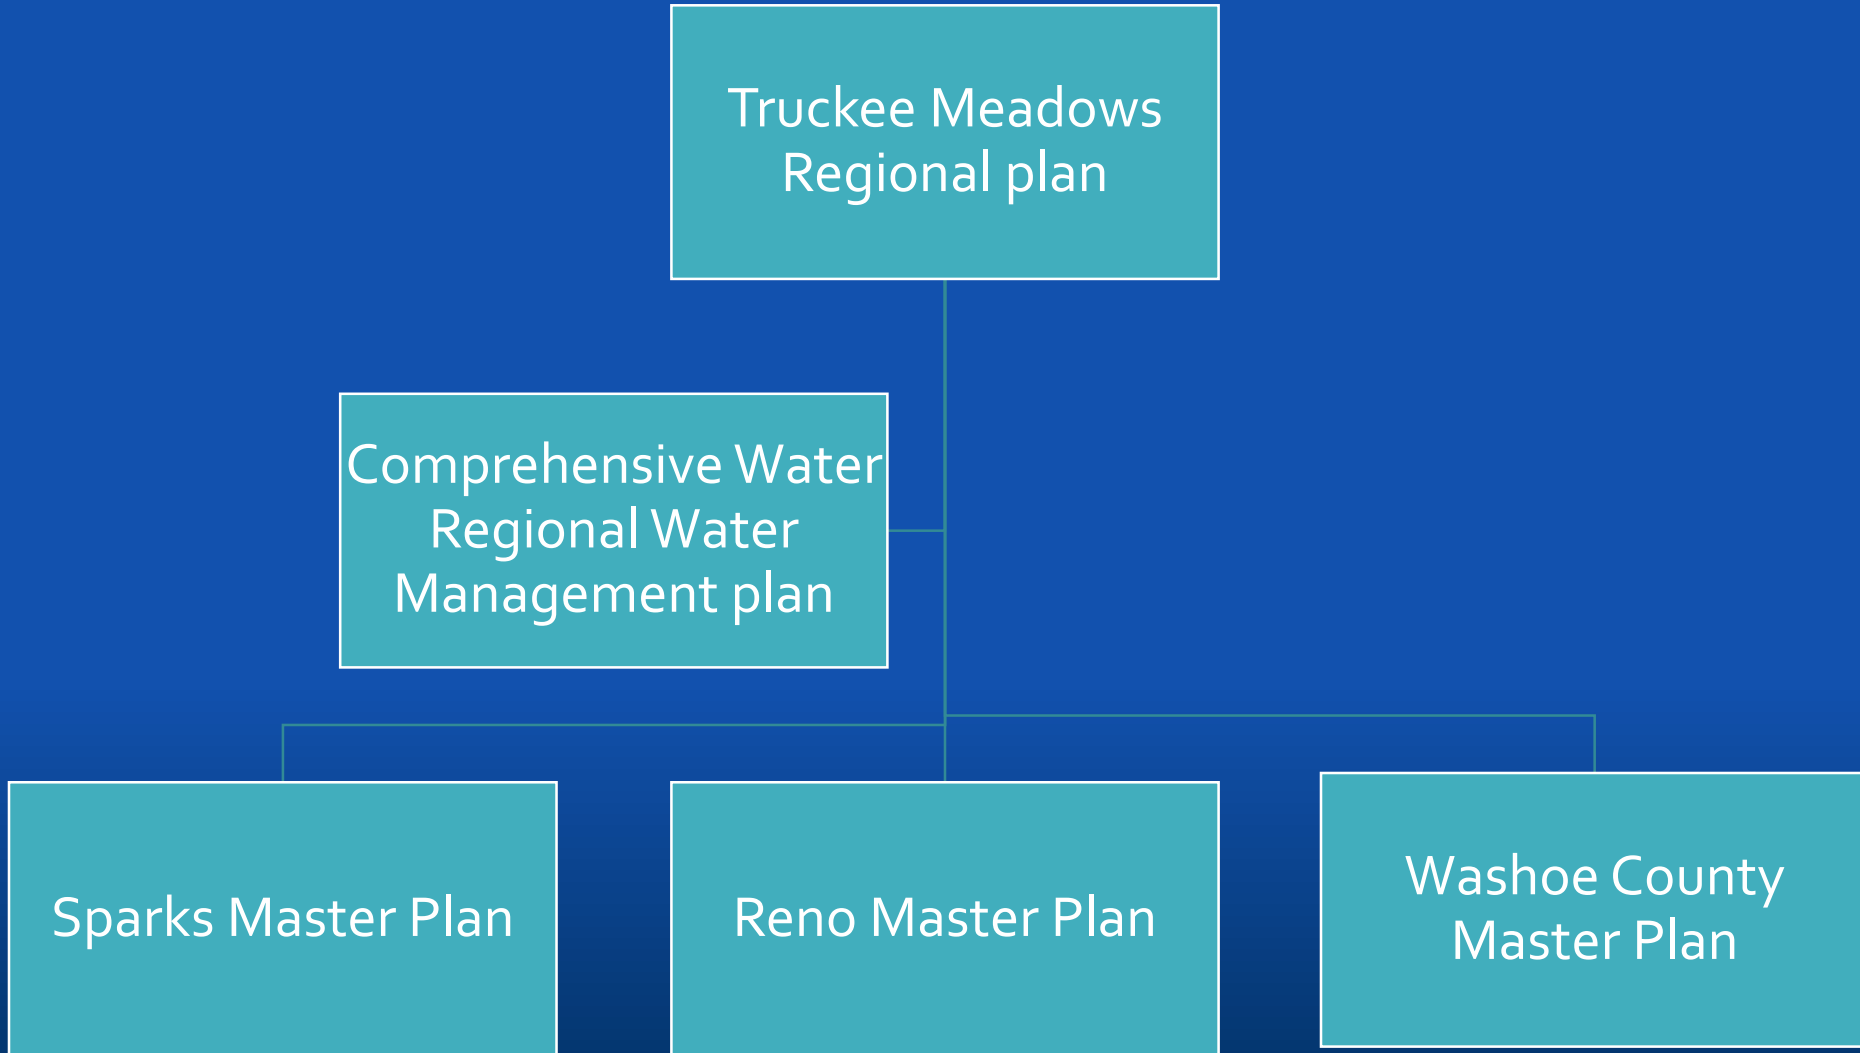 Truckee Meadows
Regional plan
Comprehensive Water
Regional Water
Management plan
Sparks Master Plan
Reno Master Plan
Washoe County
Master Plan